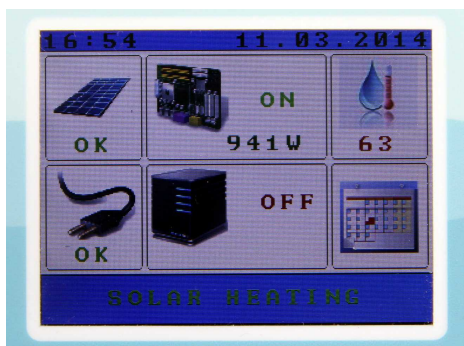 16:54 11.03.2014
ON
OK 941W 63
OFF
OK
SOLAR HEATING